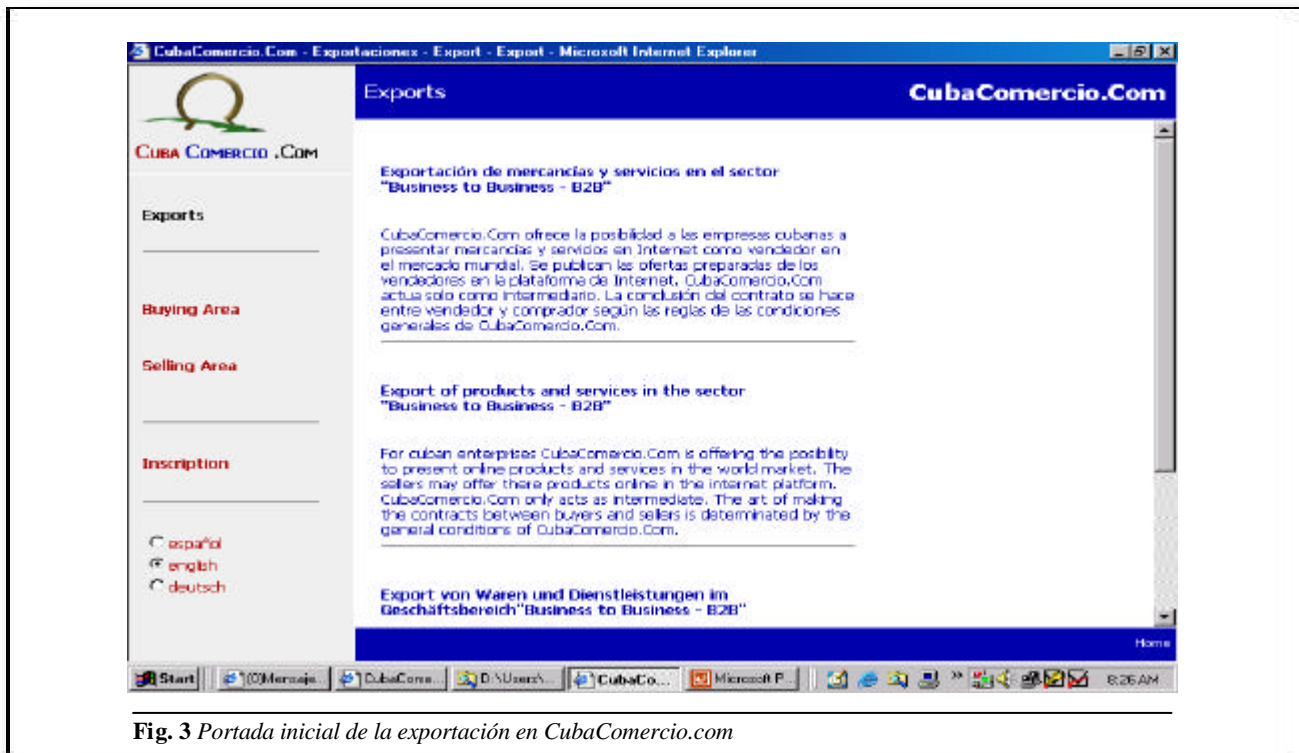 CubaComercio.Com - Exportaciones - Export - Export - Microsoft Internet Explorer
CUBA COMERCIO .COM
Exports
Buying Area
Selling Area
Inscription
español
english
deutsch
Exports
CubaComercio.Com
Exportación de mercancías y servicios en el sector
"Business to Business - B2B"
CubaComercio.Com ofrece la posibilidad a las empresas cubanas a
presentar mercancías y servicios en Internet como vendedor en
el mercado mundial. Se publican las ofertas preparadas de los
vendedores en la plataforma de Internet. CubaComercio.Com
actua solo como intermediario. La conclusión del contrato se hace
entre vendedor y comprador según las reglas de las condiciones
generales de CubaComercio.Com.
Export of products and services in the sector
"Business to Business - B2B"
For cuban enterprises CubaComercio.Com is offering the posibility
to present online products and services in the world market. The
sellers may offer there products online in the internet platform.
CubaComercio.Com only acts as intermediate. The art of making
the contracts between buyers and sellers is determinated by the
general conditions of CubaComercio.Com.
Export von Waren und Dienstleistungen im
Geschäftsbereich"Business to Business - B2B"
Home
Start (0)Mensaje... CubaCome... D:\Users\... CubaCo... Microsoft P... 8:26 AM
Fig. 3 Portada inicial de la exportación en CubaComercio.com